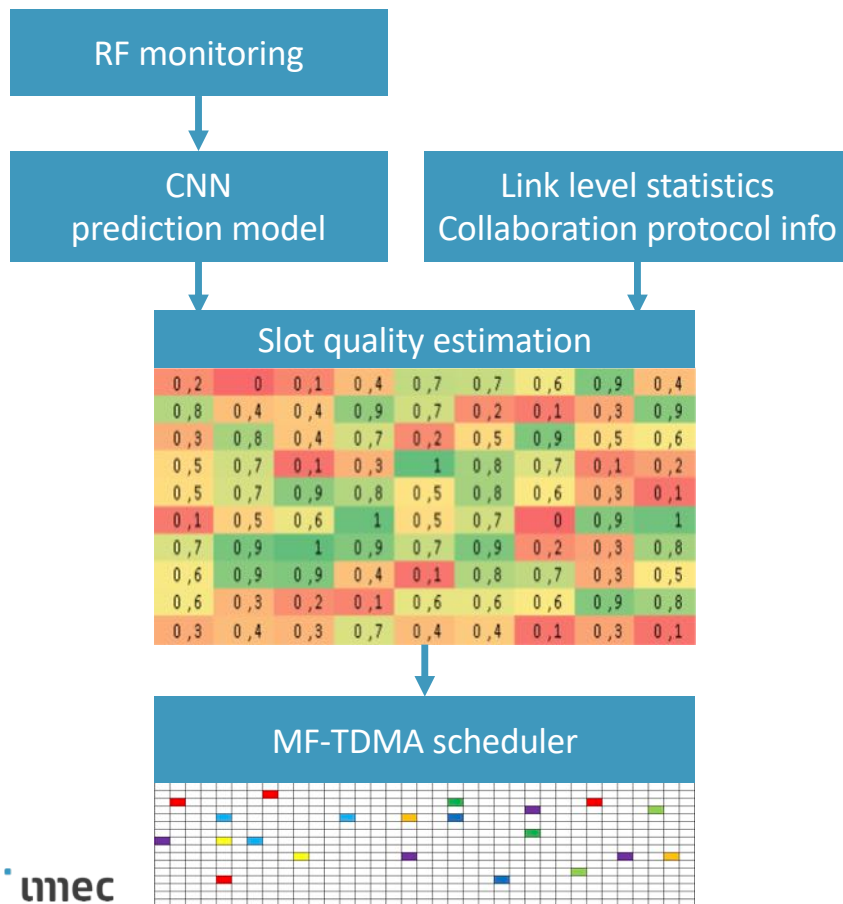 RF monitoring
CNN
prediction model
Link level statistics
Collaboration protocol info
Slot quality estimation
0,2 0 0,1 0,4 0,7 0,7 0,6 0,9 0,4
0,8 0,4 0,4 0,9 0,7 0,2 0,1 0,3 0,9
0,3 0,8 0,4 0,7 0,2 0,5 0,9 0,5 0,6
0,5 0,7 0,1 0,3 1 0,8 0,7 0,1 0,2
0,5 0,7 0,9 0,8 0,5 0,8 0,6 0,3 0,1
0,1 0,5 0,6 1 0,5 0,7 0 0,9 1
0,7 0,9 1 0,9 0,7 0,9 0,2 0,3 0,8
0,6 0,9 0,9 0,4 0,1 0,8 0,7 0,3 0,5
0,6 0,3 0,2 0,1 0,6 0,6 0,6 0,9 0,8
0,3 0,4 0,3 0,7 0,4 0,4 0,1 0,3 0,1
MF-TDMA scheduler
imec